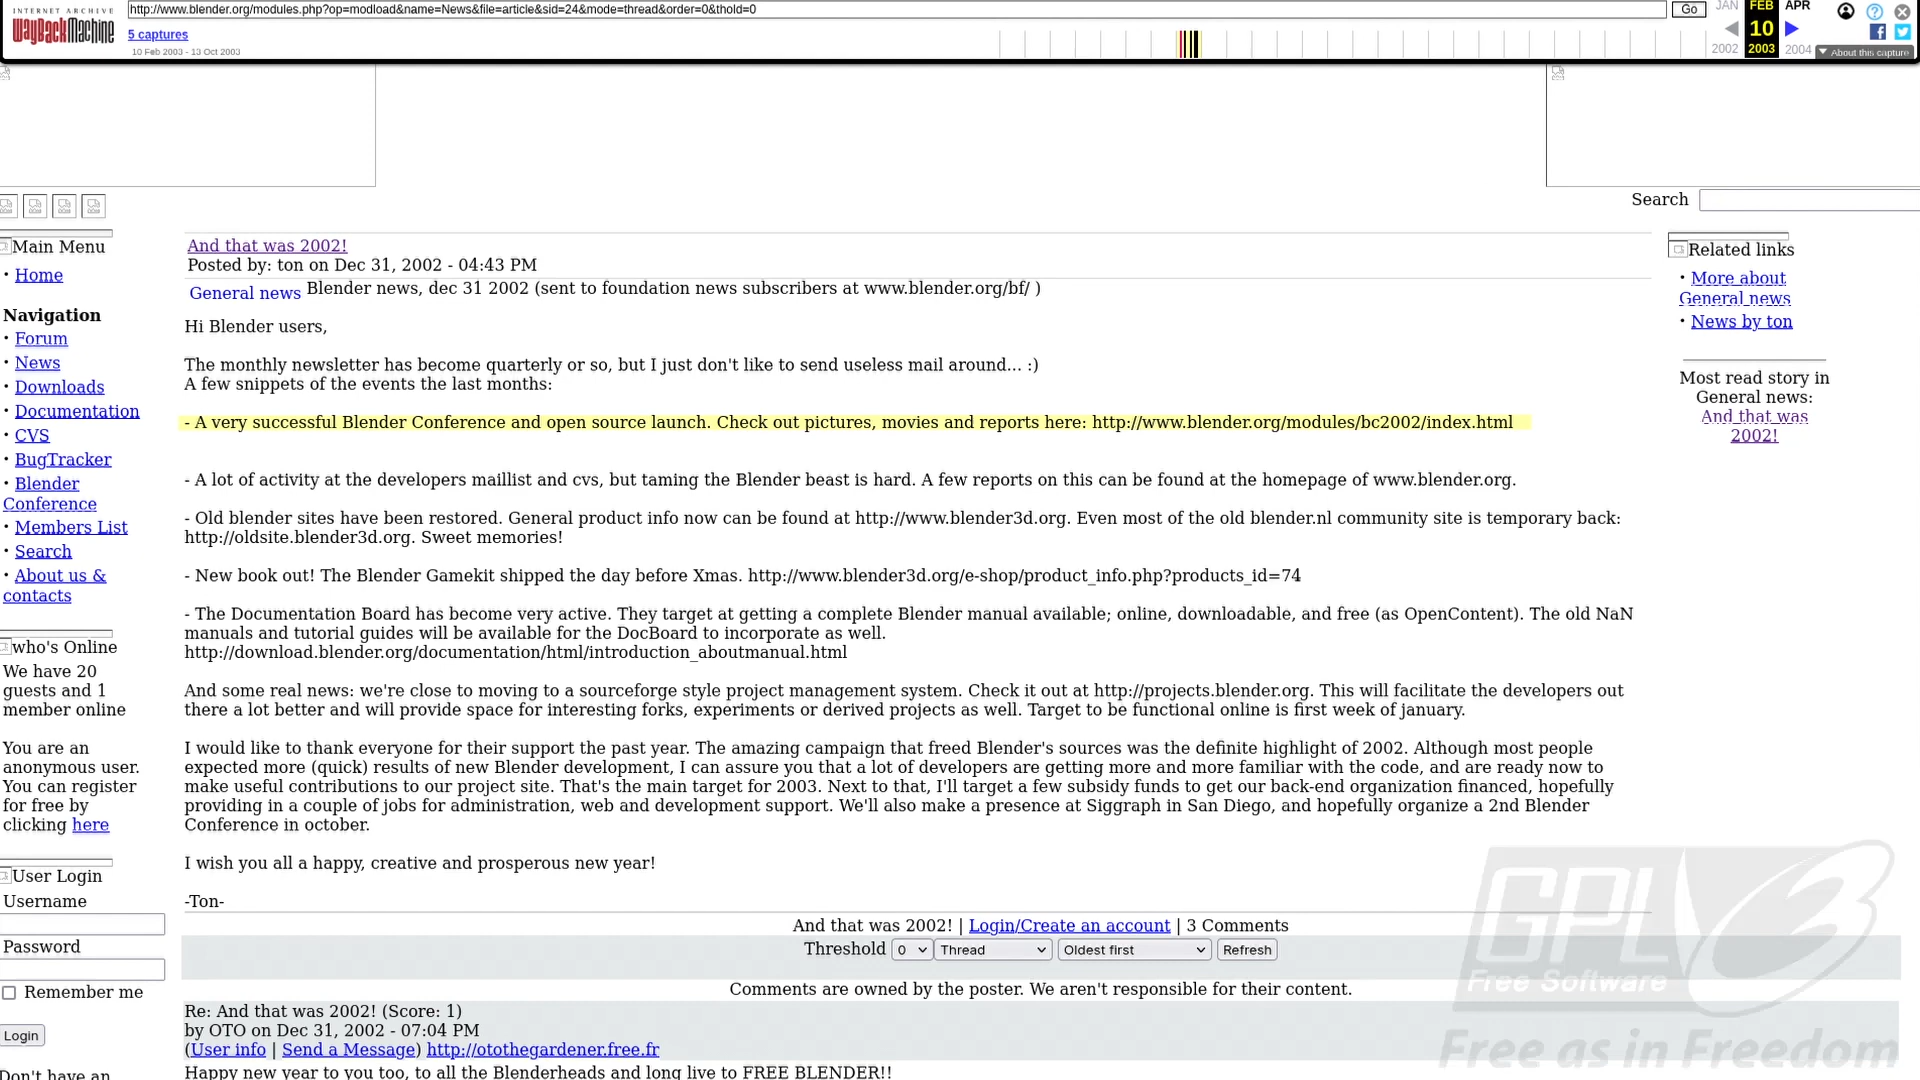 INTERNET ARCHIVE
WayBackMachine
http://www.blender.org/modules.php?op=modload&name=News&file=article&sid=24&mode=thread&order=0&thold=0
Go
JAN FEB APR
5 captures
10
10 Feb 2003 - 13 Oct 2003
2002 2003 2004
About this capture
Search
Main Menu
· Home
Navigation
· Forum
· News
· Downloads
· Documentation
· CVS
· BugTracker
· Blender
Conference
· Members List
· Search
· About us &
contacts
who's Online
We have 20
guests and 1
member online
You are an
anonymous user.
You can register
for free by
clicking here
User Login
Username
Password
Remember me
Login
Don't have an
And that was 2002!
Posted by: ton on Dec 31, 2002 - 04:43 PM
General news Blender news, dec 31 2002 (sent to foundation news subscribers at www.blender.org/bf/ )
Hi Blender users,
The monthly newsletter has become quarterly or so, but I just don't like to send useless mail around... :)
A few snippets of the events the last months:
- A very successful Blender Conference and open source launch. Check out pictures, movies and reports here: http://www.blender.org/modules/bc2002/index.html
- A lot of activity at the developers maillist and cvs, but taming the Blender beast is hard. A few reports on this can be found at the homepage of www.blender.org.
- Old blender sites have been restored. General product info now can be found at http://www.blender3d.org. Even most of the old blender.nl community site is temporary back:
http://oldsite.blender3d.org. Sweet memories!
- New book out! The Blender Gamekit shipped the day before Xmas. http://www.blender3d.org/e-shop/product_info.php?products_id=74
- The Documentation Board has become very active. They target at getting a complete Blender manual available; online, downloadable, and free (as OpenContent). The old NaN
manuals and tutorial guides will be available for the DocBoard to incorporate as well.
http://download.blender.org/documentation/html/introduction_aboutmanual.html
And some real news: we're close to moving to a sourceforge style project management system. Check it out at http://projects.blender.org. This will facilitate the developers out
there a lot better and will provide space for interesting forks, experiments or derived projects as well. Target to be functional online is first week of january.
I would like to thank everyone for their support the past year. The amazing campaign that freed Blender's sources was the definite highlight of 2002. Although most people
expected more (quick) results of new Blender development, I can assure you that a lot of developers are getting more and more familiar with the code, and are ready now to
make useful contributions to our project site. That's the main target for 2003. Next to that, I'll target a few subsidy funds to get our back-end organization financed, hopefully
providing in a couple of jobs for administration, web and development support. We'll also make a presence at Siggraph in San Diego, and hopefully organize a 2nd Blender
Conference in october.
I wish you all a happy, creative and prosperous new year!
-Ton-
And that was 2002! | Login/Create an account | 3 Comments
Threshold 0 Thread Oldest first Refresh
Comments are owned by the poster. We aren't responsible for their content.
Re: And that was 2002! (Score: 1)
by OTO on Dec 31, 2002 - 07:04 PM
(User info | Send a Message) http://otothegardener.free.fr
Happy new year to you too, to all the Blenderheads and long live to FREE BLENDER!!
Related links
· More about
General news
· News by ton
Most read story in
General news:
And that was
2002!
GPL 3
Free Software
Free as in Freedom